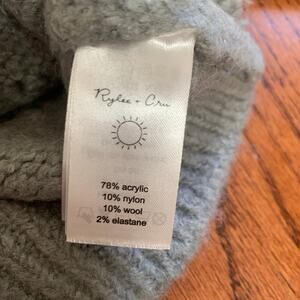 Rylee + Cru
78% acrylic
10% nylon
10% wool
2% elastane